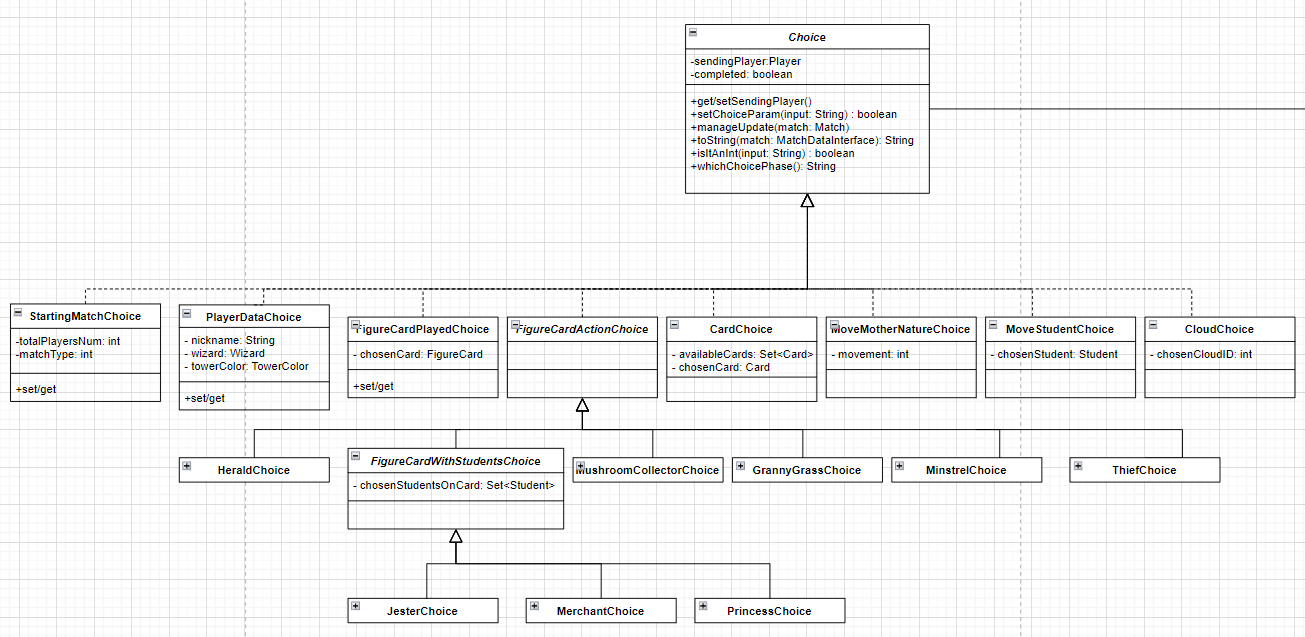 Choice
-sendingPlayer:Player
-completed: boolean
+get/setSendingPlayer()
+setChoiceParam(input: String) : boolean
+manageUpdate(match: Match)
+toString(match: MatchDataInterface): String
+isItAnInt(input: String) : boolean
+whichChoicePhase(): String
StartingMatchChoice
-totalPlayersNum: int
-matchType: int
+set/get
PlayerDataChoice
- nickname: String
- wizard: Wizard
- towerColor: TowerColor
+set/get
FigureCardPlayedChoice
- chosenCard: FigureCard
+set/get
FigureCardActionChoice
CardChoice
- availableCards: Set<Card>
- chosenCard: Card
MoveMotherNatureChoice
- movement: int
MoveStudentChoice
- chosenStudent: Student
CloudChoice
- chosenCloudID: int
HeraldChoice
FigureCardWithStudentsChoice
- chosenStudentsOnCard: Set<Student>
MushroomCollectorChoice
GrannyGrassChoice
MinstrelChoice
ThiefChoice
JesterChoice
MerchantChoice
PrincessChoice